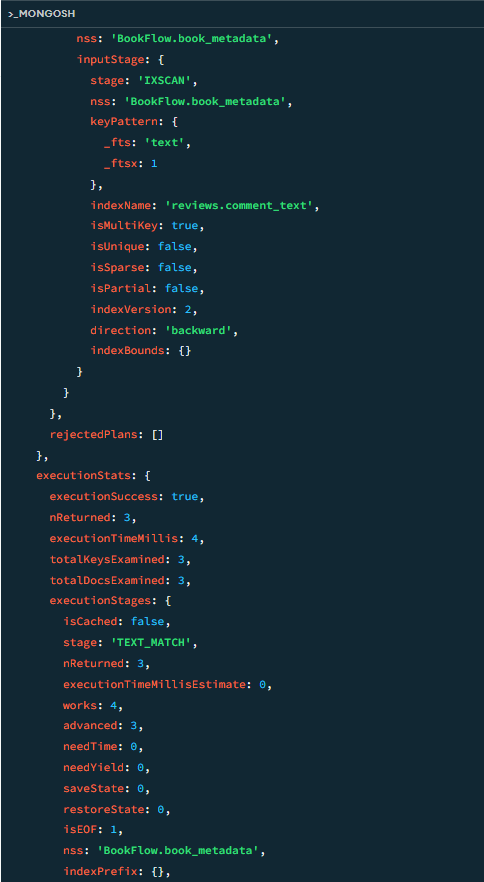 >_MONGOSH
nss: 'BookFlow.book_metadata',
inputStage: {
stage: 'IXSCAN',
nss: 'BookFlow.book_metadata',
keyPattern: {
_fts: 'text',
_ftsx: 1
},
indexName: 'reviews.comment_text',
isMultiKey: true,
isUnique: false,
isSparse: false,
isPartial: false,
indexVersion: 2,
direction: 'backward',
indexBounds: {}
}
}
},
rejectedPlans: []
},
executionStats: {
executionSuccess: true,
nReturned: 3,
executionTimeMillis: 4,
totalKeysExamined: 3,
totalDocsExamined: 3,
executionStages: {
isCached: false,
stage: 'TEXT_MATCH',
nReturned: 3,
executionTimeMillisEstimate: 0,
works: 4,
advanced: 3,
needTime: 0,
needYield: 0,
saveState: 0,
restoreState: 0,
isEOF: 1,
nss: 'BookFlow.book_metadata',
indexPrefix: {},